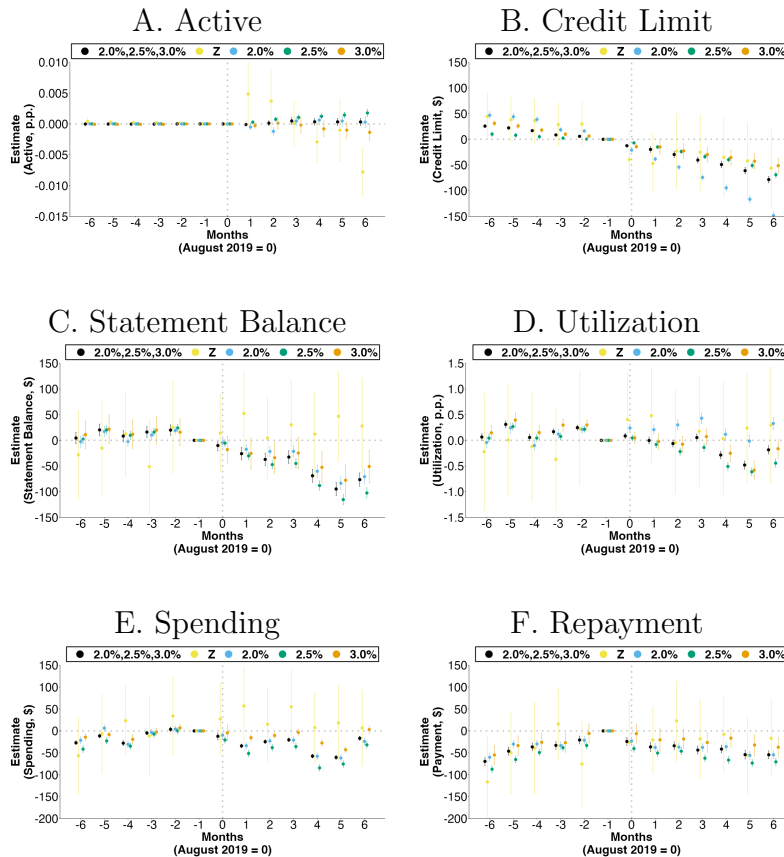 A. Active
2.0%,2.5%,3.0% Z 2.0% 2.5% 3.0%
Estimate
(Active, p.p.)
0.010
0.005
0.000
-0.005
-0.010
-0.015
-6 -5 -4 -3 -2 -1 0 1 2 3 4 5 6
Months
(August 2019 = 0)
B. Credit Limit
2.0%,2.5%,3.0% Z 2.0% 2.5% 3.0%
Estimate
(Credit Limit, $)
150
100
50
0
-50
-100
-150
-6 -5 -4 -3 -2 -1 0 1 2 3 4 5 6
Months
(August 2019 = 0)
C. Statement Balance
2.0%,2.5%,3.0% Z 2.0% 2.5% 3.0%
Estimate
(Statement Balance, $)
150
100
50
0
-50
-100
-150
-6 -5 -4 -3 -2 -1 0 1 2 3 4 5 6
Months
(August 2019 = 0)
D. Utilization
2.0%,2.5%,3.0% Z 2.0% 2.5% 3.0%
Estimate
(Utilization, p.p.)
1.5
1.0
0.5
0.0
-0.5
-1.0
-1.5
-6 -5 -4 -3 -2 -1 0 1 2 3 4 5 6
Months
(August 2019 = 0)
E. Spending
2.0%,2.5%,3.0% Z 2.0% 2.5% 3.0%
Estimate
(Spending, $)
150
100
50
0
-50
-100
-150
-200
-6 -5 -4 -3 -2 -1 0 1 2 3 4 5 6
Months
(August 2019 = 0)
F. Repayment
2.0%,2.5%,3.0% Z 2.0% 2.5% 3.0%
Estimate
(Payment, $)
150
100
50
0
-50
-100
-150
-200
-6 -5 -4 -3 -2 -1 0 1 2 3 4 5 6
Months
(August 2019 = 0)